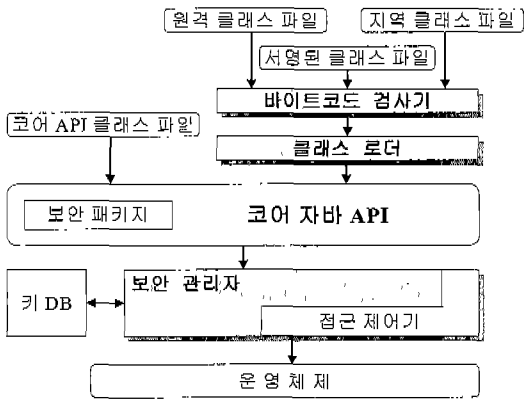 원격 클래스 파일
지역 클래스 파일
서명된 클래스 파일
바이트코드 검사기
코어 API 클래스 파일
클래스 로더
보안 패키지
코어 자바 API
보안 관리자
키 DB
접근 제어기
운영체제